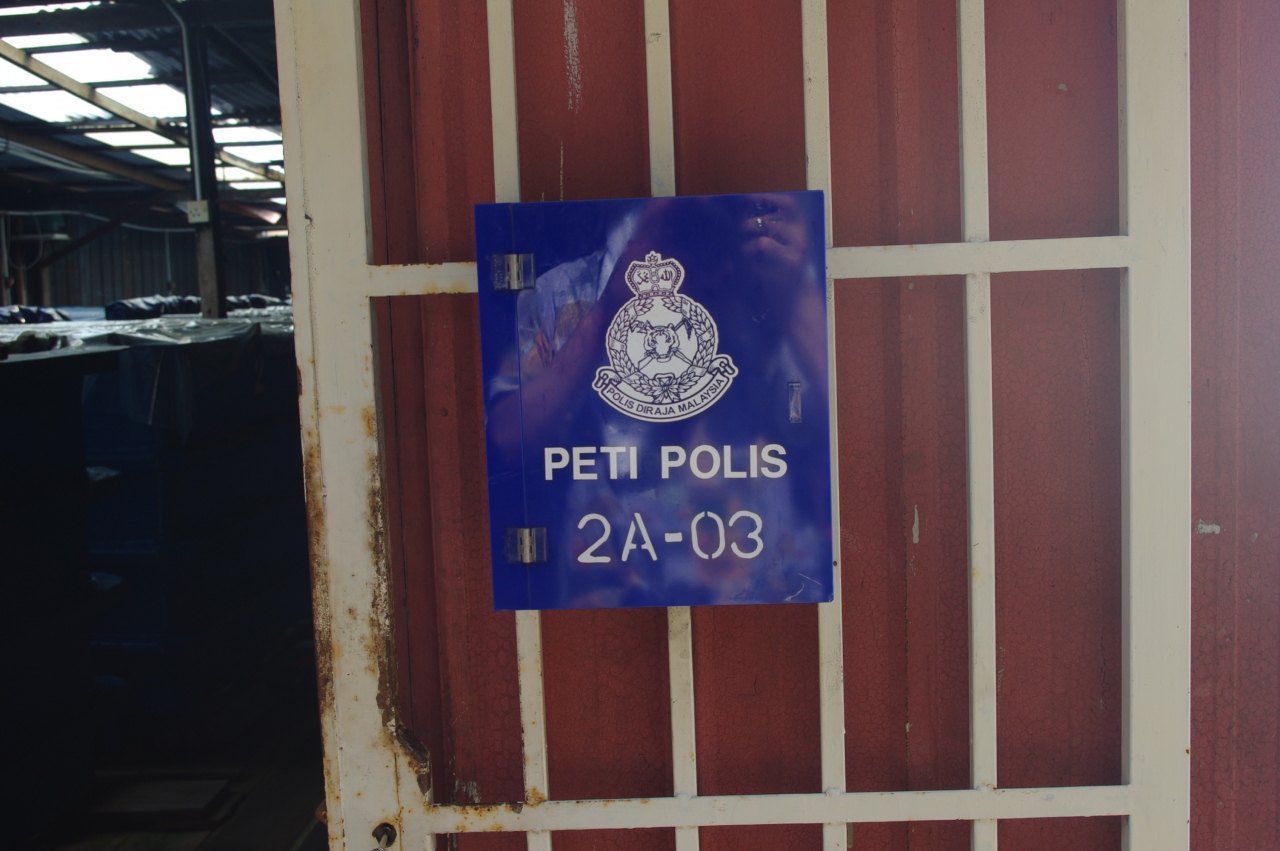 POLIS DIRAJA MALAYSIA
PETI POLIS
2A-03